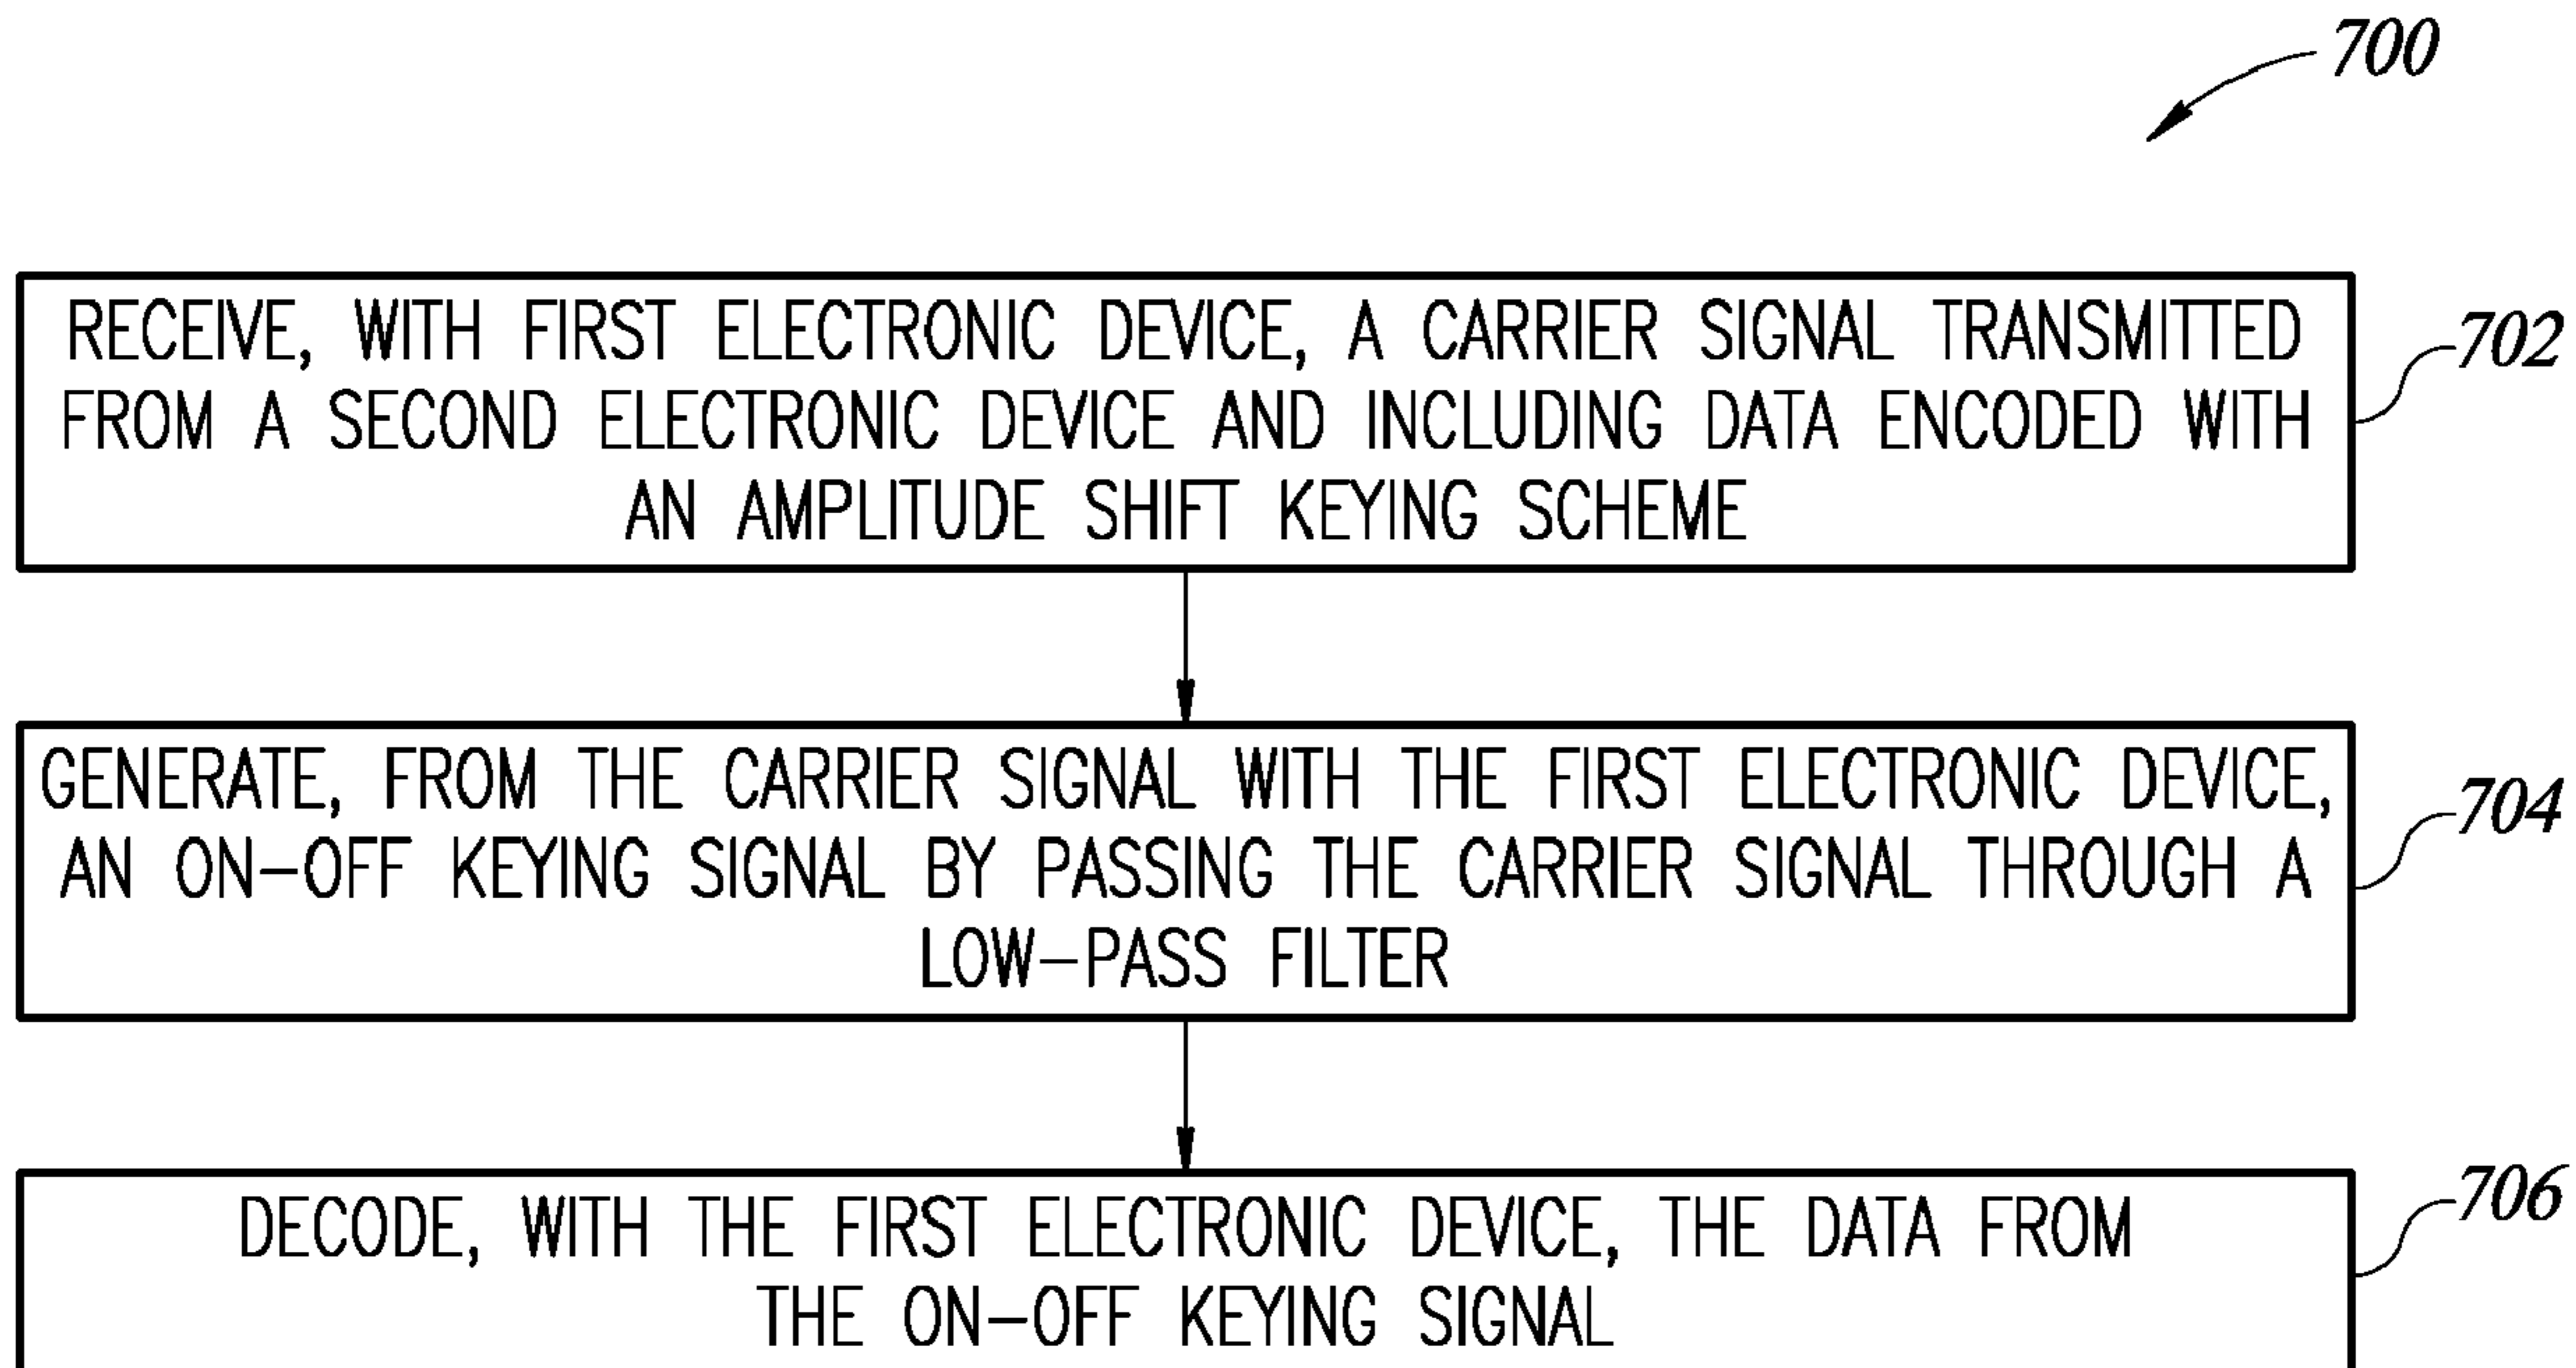 700
RECEIVE, WITH FIRST ELECTRONIC DEVICE, A CARRIER SIGNAL TRANSMITTED
FROM A SECOND ELECTRONIC DEVICE AND INCLUDING DATA ENCODED WITH
AN AMPLITUDE SHIFT KEYING SCHEME
702
GENERATE, FROM THE CARRIER SIGNAL WITH THE FIRST ELECTRONIC DEVICE,
AN ON-OFF KEYING SIGNAL BY PASSING THE CARRIER SIGNAL THROUGH A
LOW-PASS FILTER
704
DECODE, WITH THE FIRST ELECTRONIC DEVICE, THE DATA FROM
THE ON-OFF KEYING SIGNAL
706